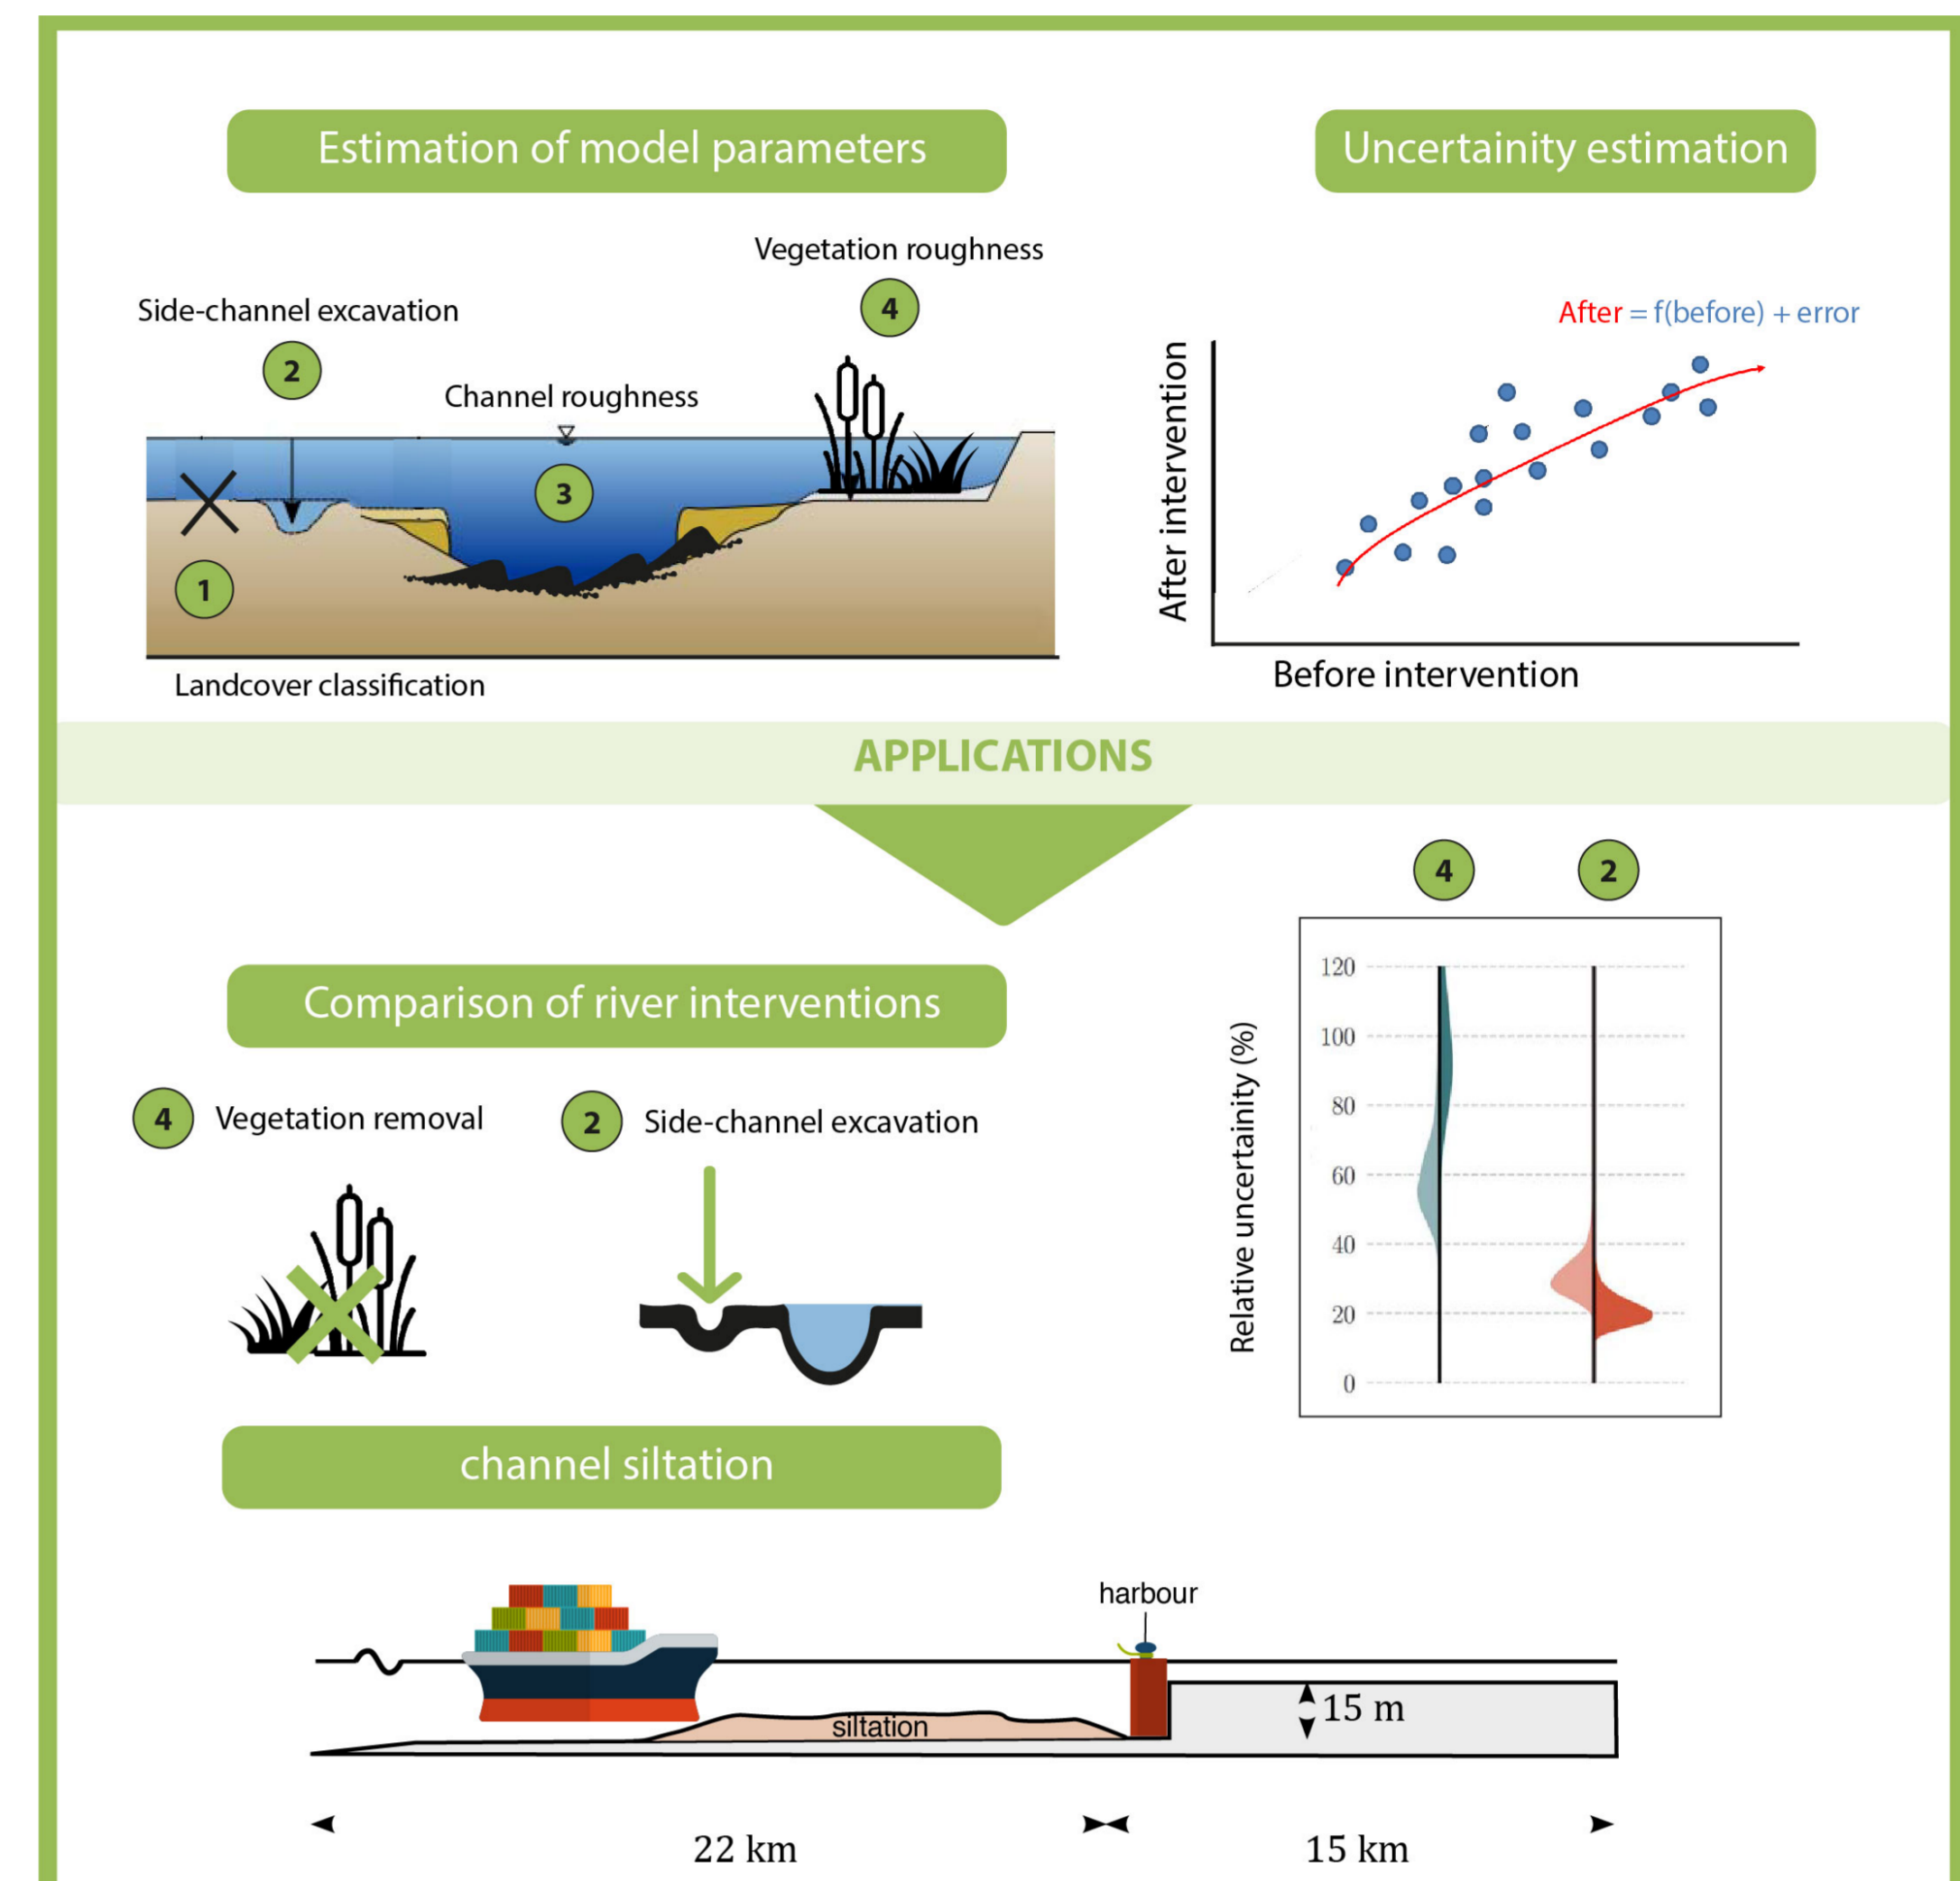 Estimation of model parameters
Uncertainity estimation
Vegetation roughness
4
Side-channel excavation
2
Channel roughness
3
1
Landcover classification
After = f(before) + error
After intervention
Before intervention
APPLICATIONS
Comparison of river interventions
4 Vegetation removal
2 Side-channel excavation
4 2
Relative uncertainity (%)
120
100
80
60
40
20
0
channel siltation
harbour
siltation
15 m
22 km
15 km